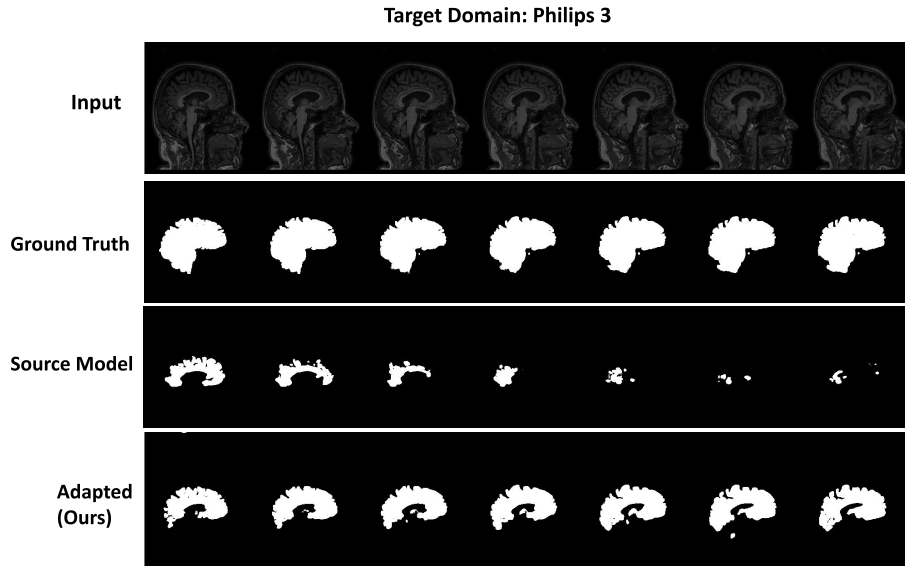 Target Domain: Philips 3
Input
Ground Truth
Source Model
Adapted
(Ours)